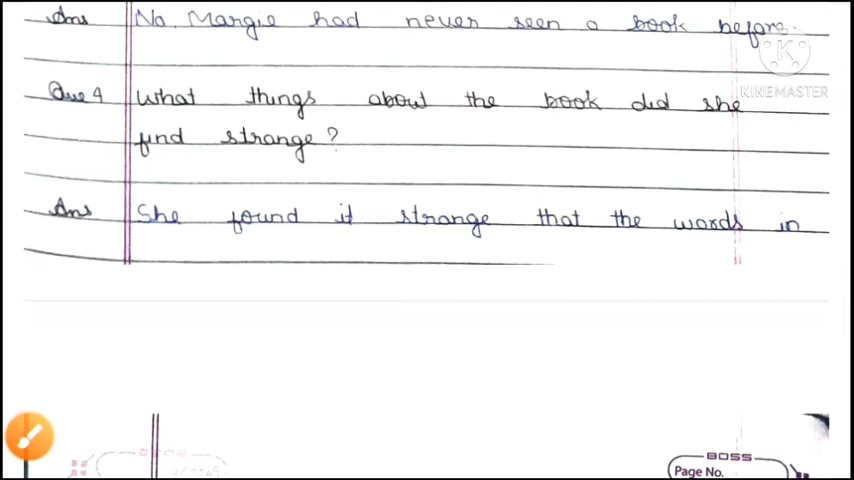 Ans No. Margie had never seen a book before.
KINEMASTER
Que 4 What things about the book did she
find strange?
Ans She found it strange that the words in
BOSS
Page No.